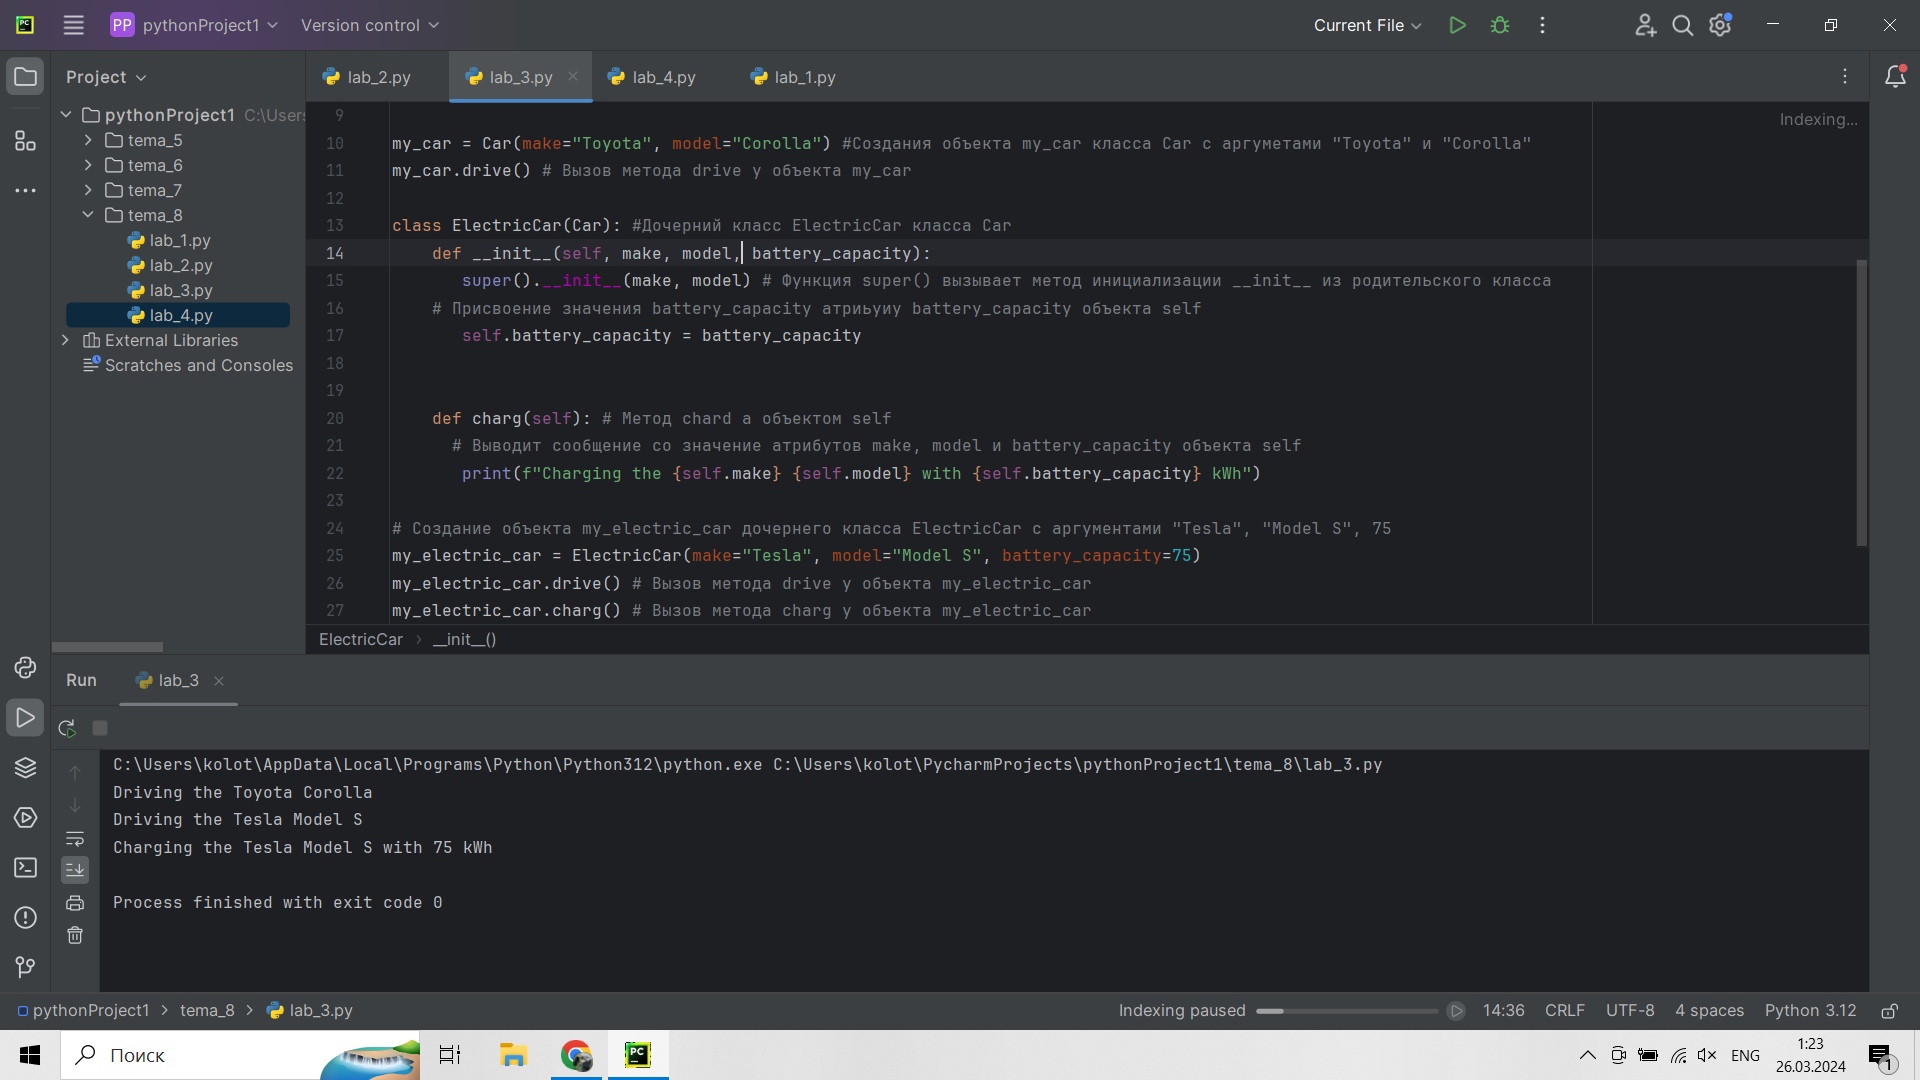 PP pythonProject1 Version control Current File
Project lab_2.py lab_3.py lab_4.py lab_1.py
pythonProject1 C:\Users
tema_5
tema_6
tema_7
tema_8
lab_1.py
lab_2.py
lab_3.py
lab_4.py
External Libraries
Scratches and Consoles
Indexing...
9
10 my_car = Car(make="Toyota", model="Corolla") #Создания объекта my_car класса Car с аргуметами "Toyota" и "Corolla"
11 my_car.drive() # Вызов метода drive у объекта my_car
12
13 class ElectricCar(Car): #Дочерний класс ElectricCar класса Car
14 def __init__(self, make, model, battery_capacity):
15 super().__init__(make, model) # Функция super() вызывает метод инициализации __init__ из родительского класса
16 # Присвоение значения battery_capacity атриьуиу battery_capacity объекта self
17 self.battery_capacity = battery_capacity
18
19
20 def charg(self): # Метод chard а объектом self
21 # Выводит сообщение со значение атрибутов make, model и battery_capacity объекта self
22 print(f"Charging the {self.make} {self.model} with {self.battery_capacity} kWh")
23
24 # Создание объекта my_electric_car дочернего класса ElectricCar с аргументами "Tesla", "Model S", 75
25 my_electric_car = ElectricCar(make="Tesla", model="Model S", battery_capacity=75)
26 my_electric_car.drive() # Вызов метода drive у объекта my_electric_car
27 my_electric_car.charg() # Вызов метода charg у объекта my_electric_car
ElectricCar > __init__()
Run lab_3
C:\Users\kolot\AppData\Local\Programs\Python\Python312\python.exe C:\Users\kolot\PycharmProjects\pythonProject1\tema_8\lab_3.py
Driving the Toyota Corolla
Driving the Tesla Model S
Charging the Tesla Model S with 75 kWh
Process finished with exit code 0
pythonProject1 > tema_8 > lab_3.py Indexing paused 14:36 CRLF UTF-8 4 spaces Python 3.12
Поиск PC ENG 1:23
26.03.2024 1